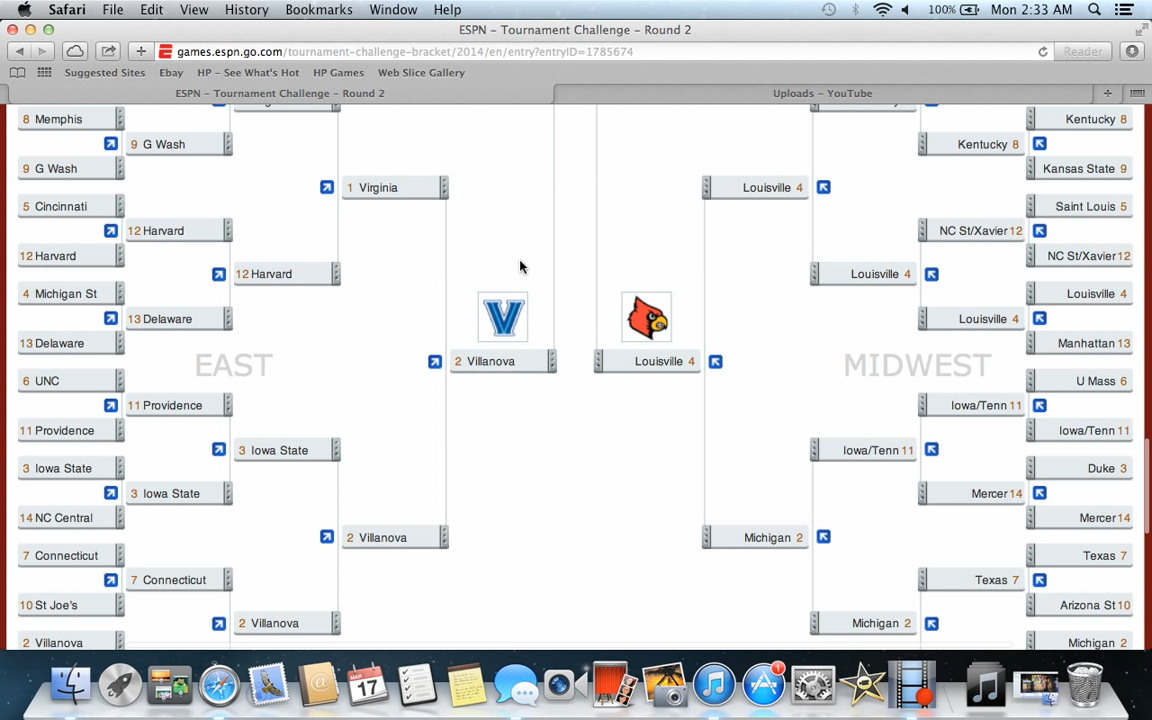 Safari File Edit View History Bookmarks Window Help 100% Mon 2:33 AM
ESPN – Tournament Challenge – Round 2
games.espn.go.com/tournament-challenge-bracket/2014/en/entry?entryID=1785674 Reader
Suggested Sites Ebay HP – See What's Hot HP Games Web Slice Gallery
ESPN – Tournament Challenge – Round 2 Uploads – YouTube
8 Memphis Kentucky 8
9 G Wash Kentucky 8
9 G Wash Kansas State 9
1 Virginia Louisville 4
5 Cincinnati Saint Louis 5
12 Harvard NC St/Xavier 12
12 Harvard NC St/Xavier 12
12 Harvard Louisville 4
4 Michigan St Louisville 4
13 Delaware V Louisville 4
13 Delaware Manhattan 13
EAST 2 Villanova Louisville 4 MIDWEST
6 UNC U Mass 6
11 Providence Iowa/Tenn 11
11 Providence Iowa/Tenn 11
3 Iowa State Iowa/Tenn 11
3 Iowa State Duke 3
3 Iowa State Mercer 14
14 NC Central Mercer 14
2 Villanova Michigan 2
7 Connecticut Texas 7
7 Connecticut Texas 7
10 St Joe's Arizona St 10
2 Villanova Michigan 2
2 Villanova Michigan 2
MAR
17
1